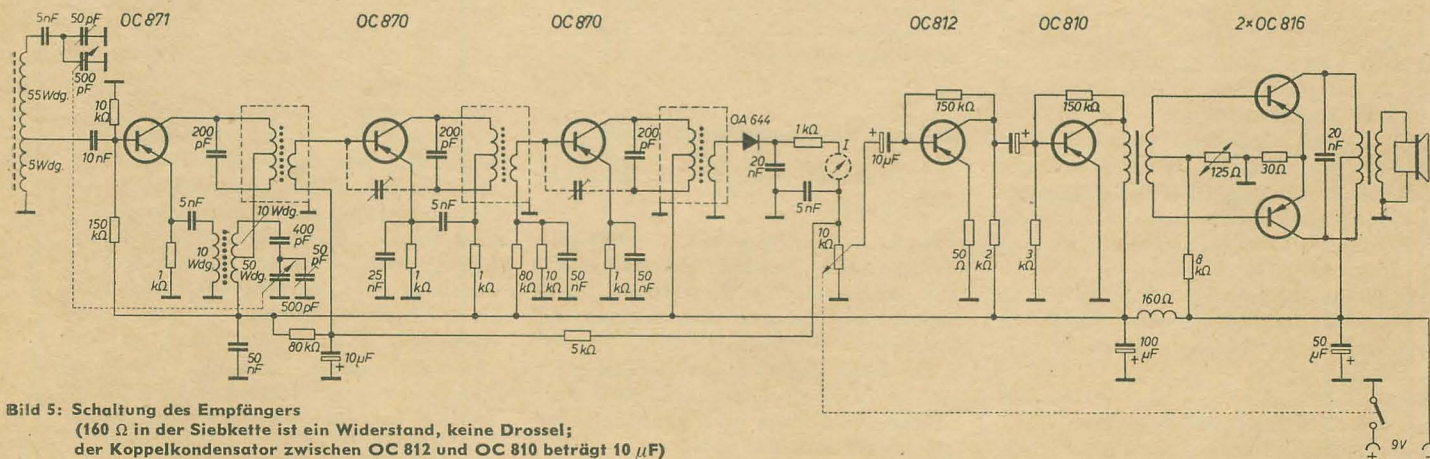 OC 871
OC 870
OC 870
OC 812
OC 810
2×OC 816
5nF
50pF
500
pF
55Wdg.
5Wdg.
10
kΩ
10 nF
150
kΩ
200
pF
5nF
1
kΩ
10
Wdg.
10 Wdg.
50
Wdg.
400
pF
50
pF
500pF
50
nF
80kΩ
10µF
+
200
pF
25
nF
5nF
1
kΩ
1
kΩ
80
kΩ
10
kΩ
50
nF
200
pF
1
kΩ
50
nF
5kΩ
OA 644
20
nF
1kΩ
I
5nF
10
kΩ
+
10µF
150kΩ
50
Ω
2
kΩ
+
150kΩ
3
kΩ
125Ω
30Ω
8
kΩ
160Ω
100
µF
+
20
nF
50
µF
+
9V
+
-
Bild 5: Schaltung des Empfängers
(160 Ω in der Siebkette ist ein Widerstand, keine Drossel;
der Koppelkondensator zwischen OC 812 und OC 810 beträgt 10 µF)